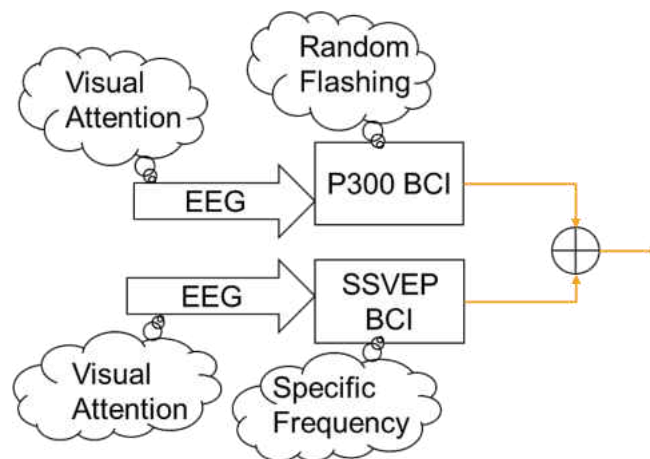 Visual
Attention
Random
Flashing
EEG
P300 BCI
EEG
SSVEP
BCI
Visual
Attention
Specific
Frequency